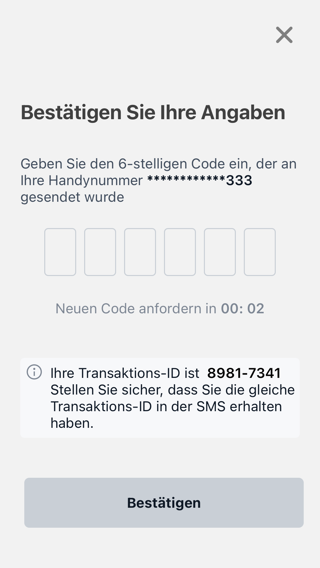 Bestätigen Sie Ihre Angaben
Geben Sie den 6-stelligen Code ein, der an
Ihre Handynummer ************333
gesendet wurde
Neuen Code anfordern in 00: 02
Ihre Transaktions-ID ist 8981-7341
Stellen Sie sicher, dass Sie die gleiche
Transaktions-ID in der SMS erhalten
haben.
Bestätigen